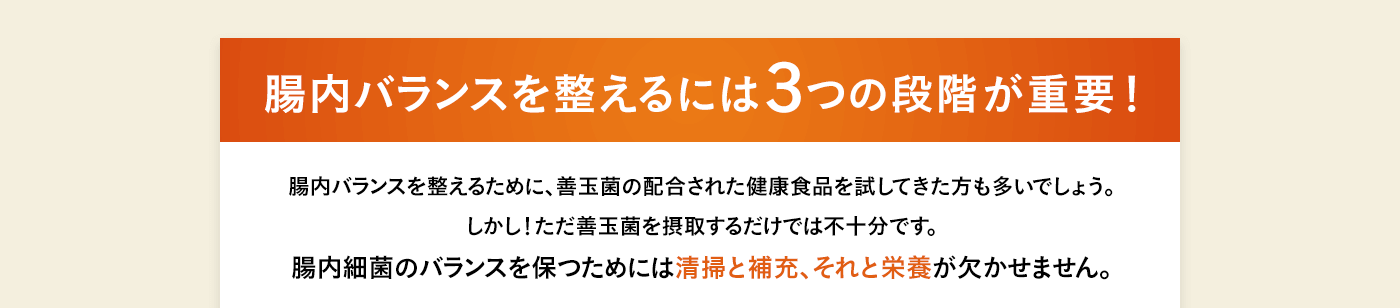 腸内バランスを整えるには3つの段階が重要！
腸内バランスを整えるために、善玉菌の配合された健康食品を試してきた方も多いでしょう。
しかし！ただ善玉菌を摂取するだけでは不十分です。
腸内細菌のバランスを保つためには清掃と補充、それと栄養が欠かせません。